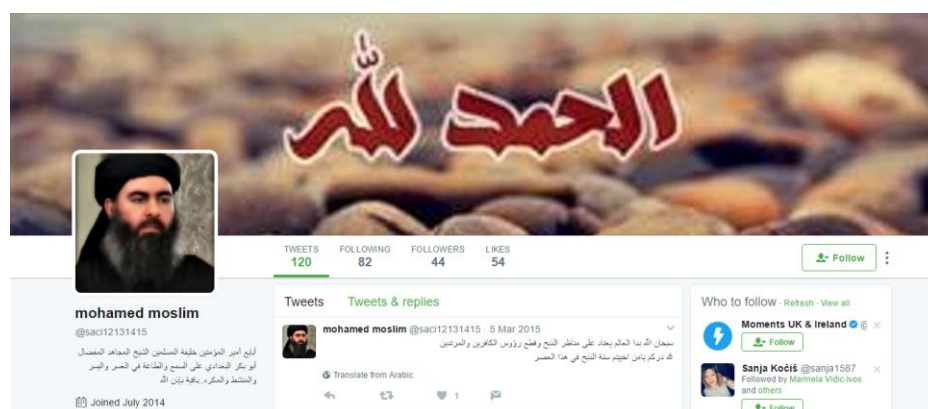 الحمد لله
TWEETS
120
FOLLOWING
82
FOLLOWERS
44
LIKES
54
Follow
mohamed moslim
@saci12131415
أبايع أمير المؤمنين خليفة المسلمين الشيخ المجاهد المفضال
أبو بكر البغدادي على السمع والطاعة في العسر واليسر
والمنشط والمكره..باقية بإذن الله
Joined July 2014
Tweets Tweets & replies
mohamed moslim @saci12131415 · 5 Mar 2015
سبحان الله بدا العالم يعتاد على مناظر الذبح وقطع رؤوس الكافرين والمرتدين
لله دركم يامن احييتم سنة الذبح في هذا العصر
Translate from Arabic
1
Who to follow · Refresh · View all
Moments UK & Ireland
Follow
Sanja Kočiš @sanja1587
Followed by Marinela Vidic-Ivos
and others
Follow